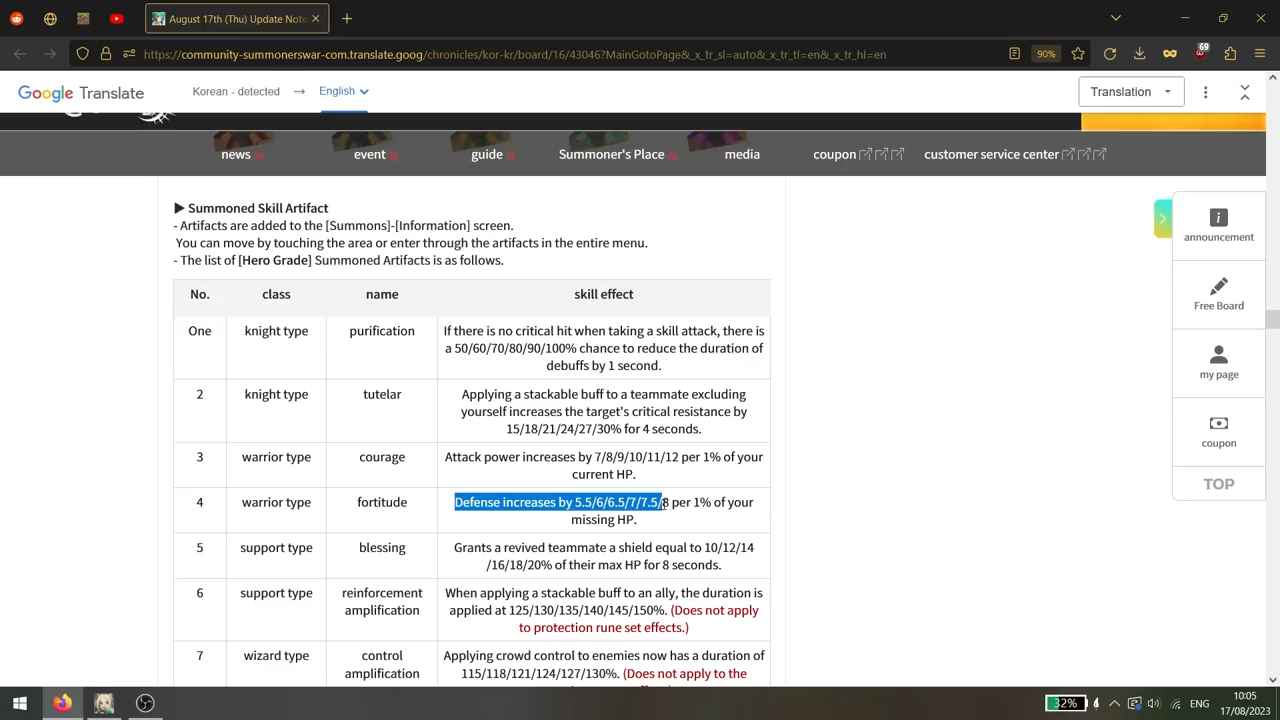 August 17th (Thu) Update Note
https://community-summonerswar-com.translate.goog/chronicles/kor-kr/board/16/43046?MainGotoPage&_x_tr_sl=auto&_x_tr_tl=en&_x_tr_hl=en
90%
69
Google Translate
Korean - detected
English
Translation
news
event
guide
Summoner's Place
media
coupon
customer service center
▶ Summoned Skill Artifact
- Artifacts are added to the [Summons]-[Information] screen.
You can move by touching the area or enter through the artifacts in the entire menu.
- The list of [Hero Grade] Summoned Artifacts is as follows.
No. class name skill effect
One knight type purification If there is no critical hit when taking a skill attack, there is
a 50/60/70/80/90/100% chance to reduce the duration of
debuffs by 1 second.
2 knight type tutelar Applying a stackable buff to a teammate excluding
yourself increases the target's critical resistance by
15/18/21/24/27/30% for 4 seconds.
3 warrior type courage Attack power increases by 7/8/9/10/11/12 per 1% of your
current HP.
4 warrior type fortitude Defense increases by 5.5/6/6.5/7/7.5/8 per 1% of your
missing HP.
5 support type blessing Grants a revived teammate a shield equal to 10/12/14
/16/18/20% of their max HP for 8 seconds.
6 support type reinforcement When applying a stackable buff to an ally, the duration is
amplification applied at 125/130/135/140/145/150%. (Does not apply
to protection rune set effects.)
7 wizard type control Applying crowd control to enemies now has a duration of
amplification 115/118/121/124/127/130%. (Does not apply to the
announcement
Free Board
my page
coupon
TOP
32%
ENG
10:05
17/08/2023